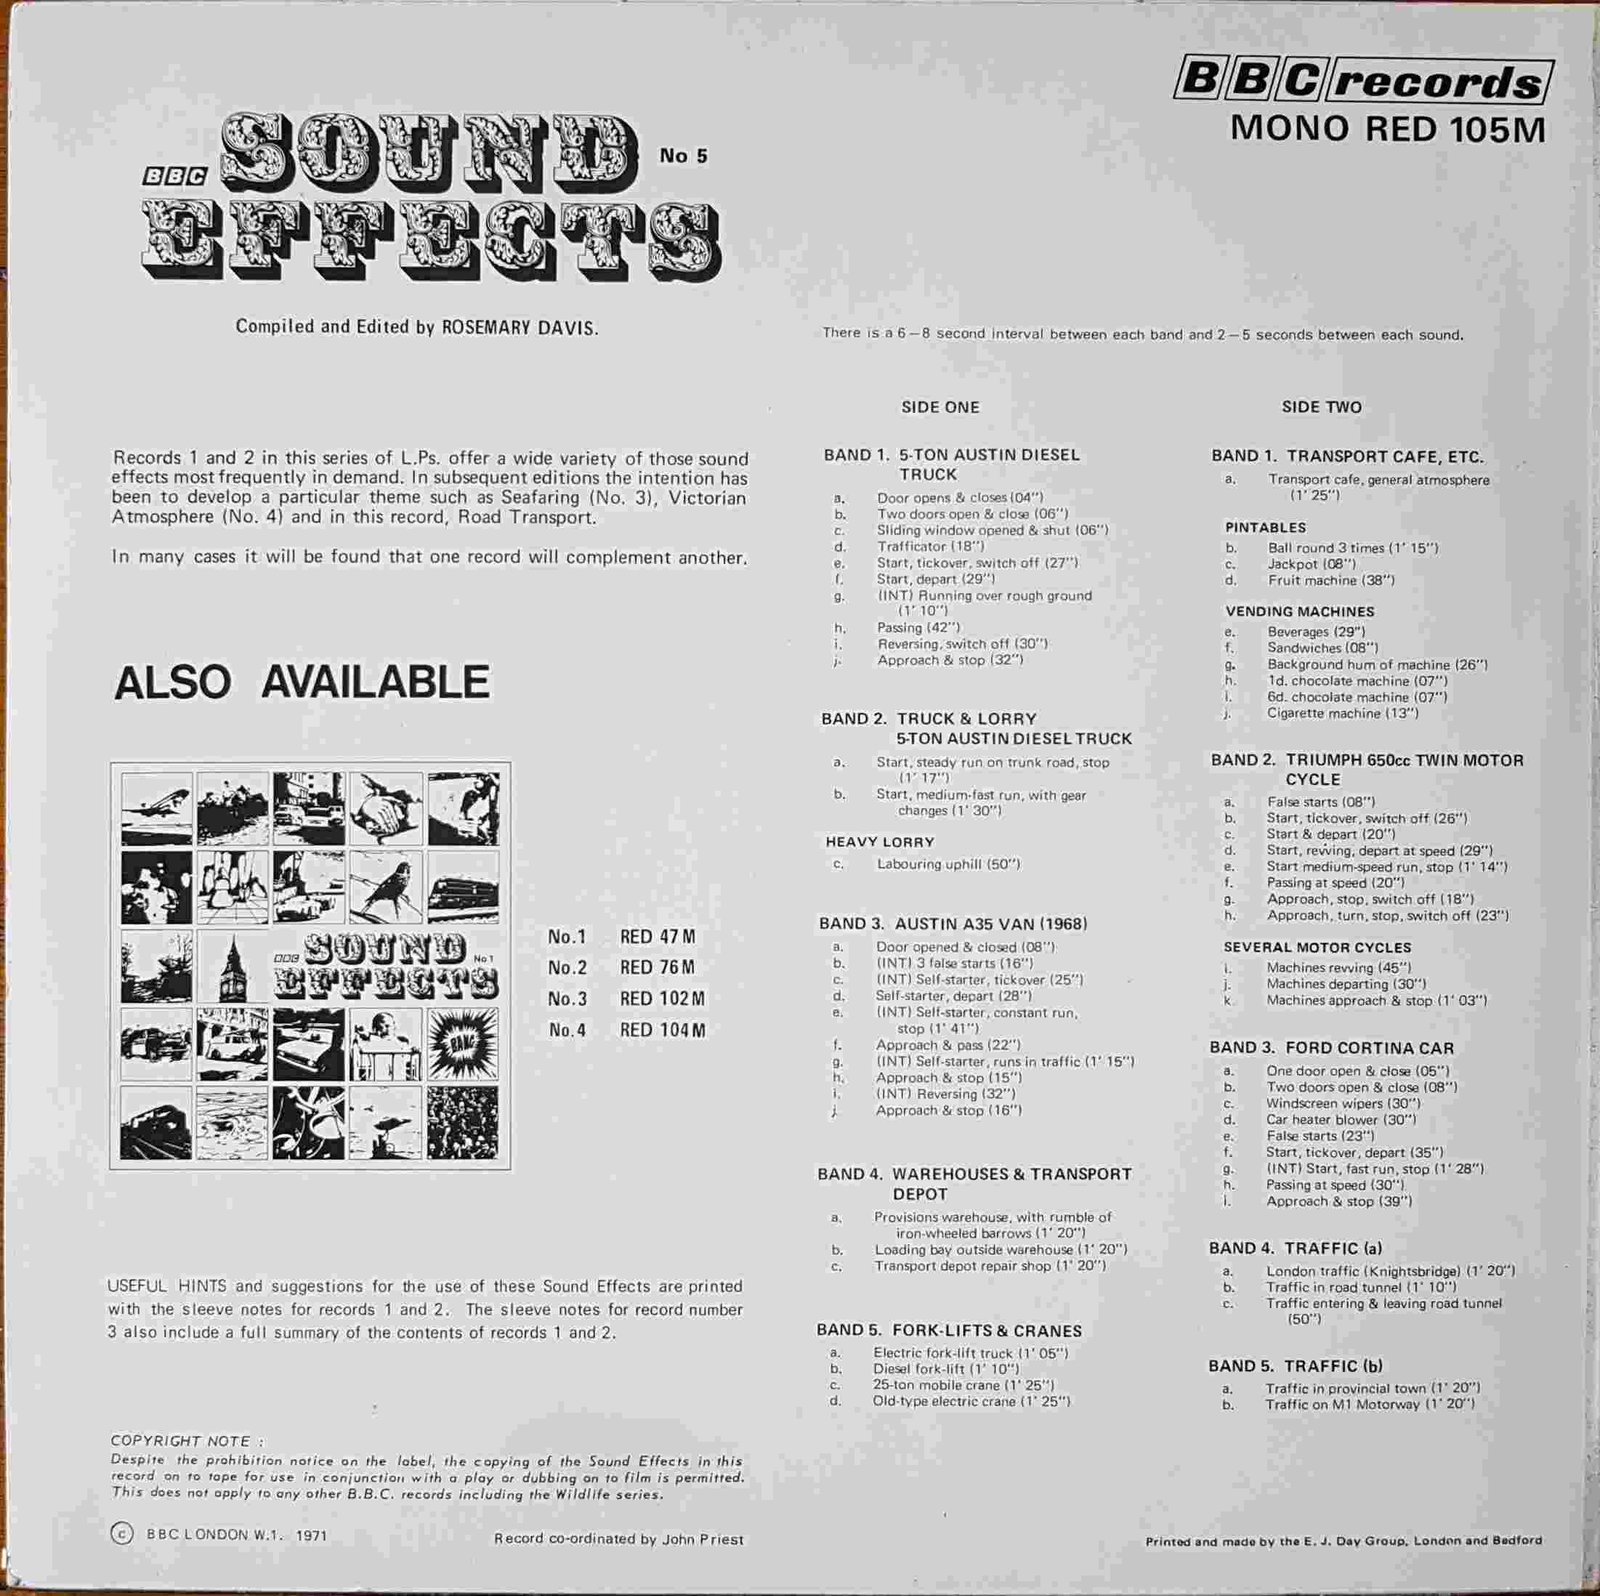 BBC records
MONO RED 105M
BBC SOUND No 5
EFFECTS
Compiled and Edited by ROSEMARY DAVIS.
Records 1 and 2 in this series of L.Ps. offer a wide variety of those sound
effects most frequently in demand. In subsequent editions the intention has
been to develop a particular theme such as Seafaring (No. 3), Victorian
Atmosphere (No. 4) and in this record, Road Transport.
In many cases it will be found that one record will complement another.
ALSO AVAILABLE
BBC SOUND No 1
EFFECTS
BANG
No.1 RED 47 M
No.2 RED 76 M
No.3 RED 102 M
No.4 RED 104 M
USEFUL HINTS and suggestions for the use of these Sound Effects are printed
with the sleeve notes for records 1 and 2. The sleeve notes for record number
3 also include a full summary of the contents of records 1 and 2.
COPYRIGHT NOTE :
Despite the prohibition notice on the label, the copying of the Sound Effects in this
record on to tape for use in conjunction with a play or dubbing on to film is permitted.
This does not apply to any other B.B.C. records including the Wildlife series.
© BBC LONDON W.1. 1971
Record co-ordinated by John Priest
There is a 6 – 8 second interval between each band and 2 – 5 seconds between each sound.
SIDE ONE
BAND 1. 5-TON AUSTIN DIESEL
TRUCK
a. Door opens & closes (04")
b. Two doors open & close (06")
c. Sliding window opened & shut (06")
d. Trafficator (18")
e. Start, tickover, switch off (27")
f. Start, depart (29")
g. (INT) Running over rough ground
(1' 10")
h. Passing (42")
i. Reversing, switch off (30")
j. Approach & stop (32")
BAND 2. TRUCK & LORRY
5-TON AUSTIN DIESEL TRUCK
a. Start, steady run on trunk road, stop
(1' 17")
b. Start, medium-fast run, with gear
changes (1' 30")
HEAVY LORRY
c. Labouring uphill (50")
BAND 3. AUSTIN A35 VAN (1968)
a. Door opened & closed (08")
b. (INT) 3 false starts (16")
c. (INT) Self-starter, tickover (25")
d. Self-starter, depart (28")
e. (INT) Self-starter, constant run,
stop (1' 41")
f. Approach & pass (22")
g. (INT) Self-starter, runs in traffic (1' 15")
h. Approach & stop (15")
i. (INT) Reversing (32")
j. Approach & stop (16")
BAND 4. WAREHOUSES & TRANSPORT
DEPOT
a. Provisions warehouse, with rumble of
iron-wheeled barrows (1' 20")
b. Loading bay outside warehouse (1' 20")
c. Transport depot repair shop (1' 20")
BAND 5. FORK-LIFTS & CRANES
a. Electric fork-lift truck (1' 05")
b. Diesel fork-lift (1' 10")
c. 25-ton mobile crane (1' 25")
d. Old-type electric crane (1' 25")
SIDE TWO
BAND 1. TRANSPORT CAFE, ETC.
a. Transport cafe, general atmosphere
(1' 25")
PINTABLES
b. Ball round 3 times (1' 15")
c. Jackpot (08")
d. Fruit machine (38")
VENDING MACHINES
e. Beverages (29")
f. Sandwiches (08")
g. Background hum of machine (26")
h. 1d. chocolate machine (07")
i. 6d. chocolate machine (07")
j. Cigarette machine (13")
BAND 2. TRIUMPH 650cc TWIN MOTOR
CYCLE
a. False starts (08")
b. Start, tickover, switch off (26")
c. Start & depart (20")
d. Start, revving, depart at speed (29")
e. Start medium-speed run, stop (1' 14")
f. Passing at speed (20")
g. Approach, stop, switch off (18")
h. Approach, turn, stop, switch off (23")
SEVERAL MOTOR CYCLES
i. Machines revving (45")
j. Machines departing (30")
k. Machines approach & stop (1' 03")
BAND 3. FORD CORTINA CAR
a. One door open & close (05")
b. Two doors open & close (08")
c. Windscreen wipers (30")
d. Car heater blower (30")
e. False starts (23")
f. Start, tickover, depart (35")
g. (INT) Start, fast run, stop (1' 28")
h. Passing at speed (30")
i. Approach & stop (39")
BAND 4. TRAFFIC (a)
a. London traffic (Knightsbridge) (1' 20")
b. Traffic in road tunnel (1' 10")
c. Traffic entering & leaving road tunnel
(50")
BAND 5. TRAFFIC (b)
a. Traffic in provincial town (1' 20")
b. Traffic on M1 Motorway (1' 20")
Printed and made by the E. J. Day Group, London and Bedford